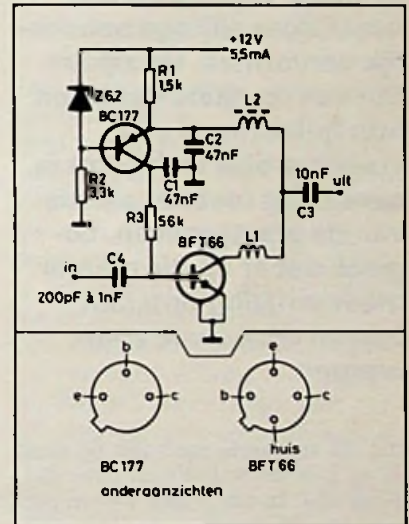 +12V
5,5mA
R1
1,5k
Z6,2
BC177
L2
C2
47nF
10nF uit
C3
C1
47nF
R2
3,3k
R3
56k
L1
BFT66
in C4
200pF à 1nF
b
e
c
BC177
e
b
c
huis
BFT66
onderaanzichten